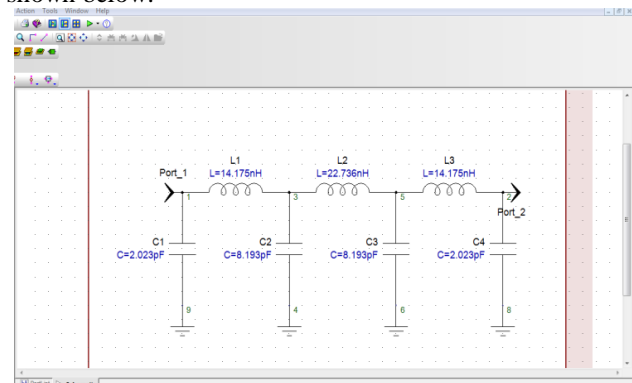 shown below.
Action Tools Window Help
L1 L2 L3
Port_1 L=14.175nH L=22.736nH L=14.175nH
1 3 5 2
Port_2
C1 C2 C3 C4
C=2.023pF C=8.193pF C=8.193pF C=2.023pF
9 4 6 8